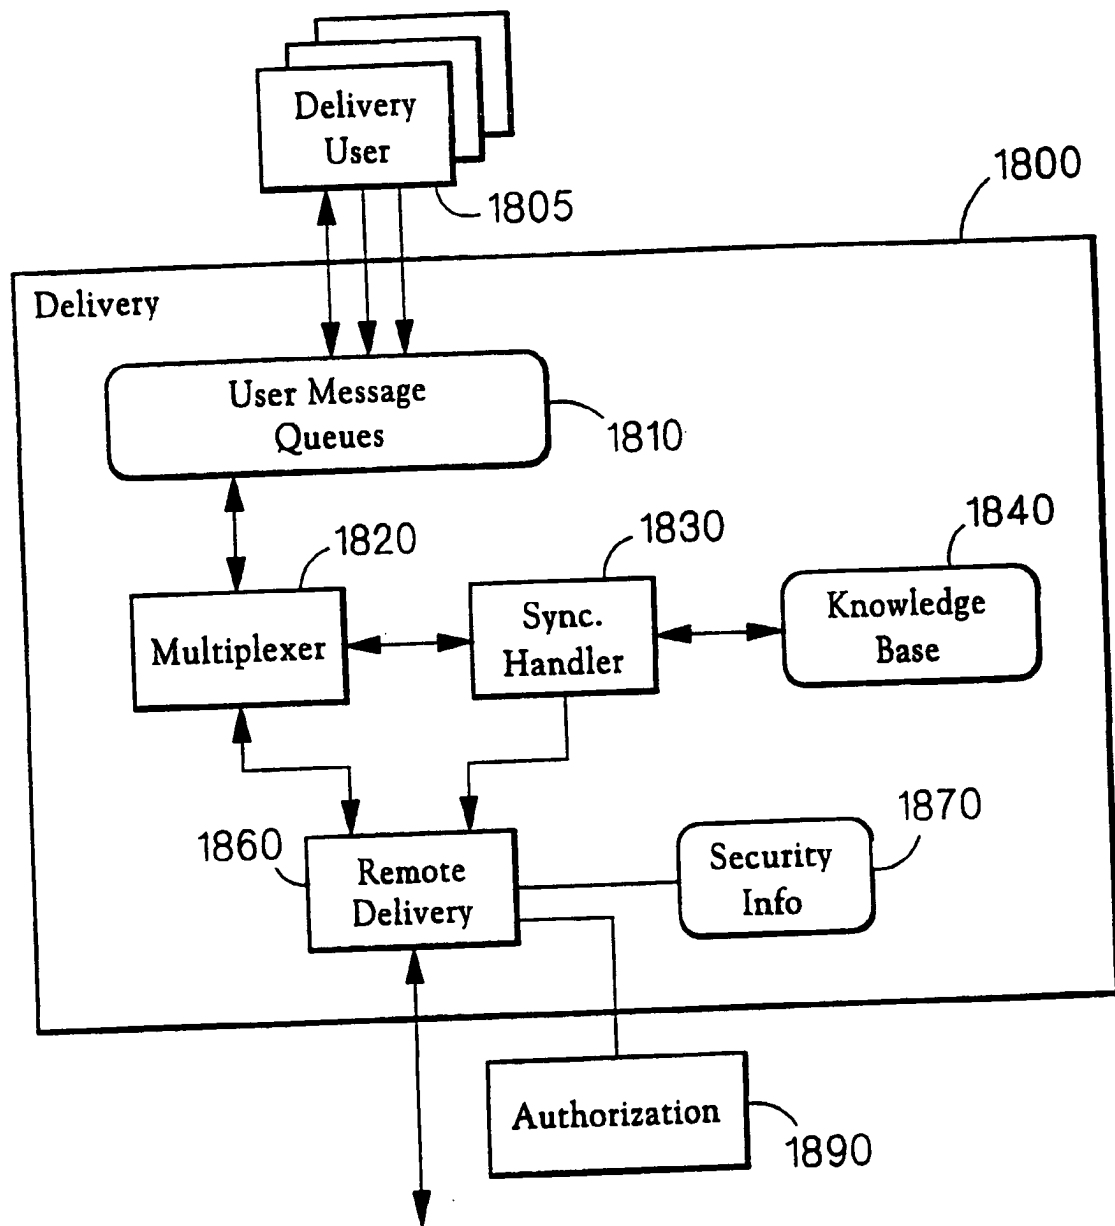 Delivery
User
1805
1800
Delivery
User Message
Queues
1810
1820
1830
1840
Multiplexer
Sync.
Handler
Knowledge
Base
1860
Remote
Delivery
1870
Security
Info
Authorization
1890